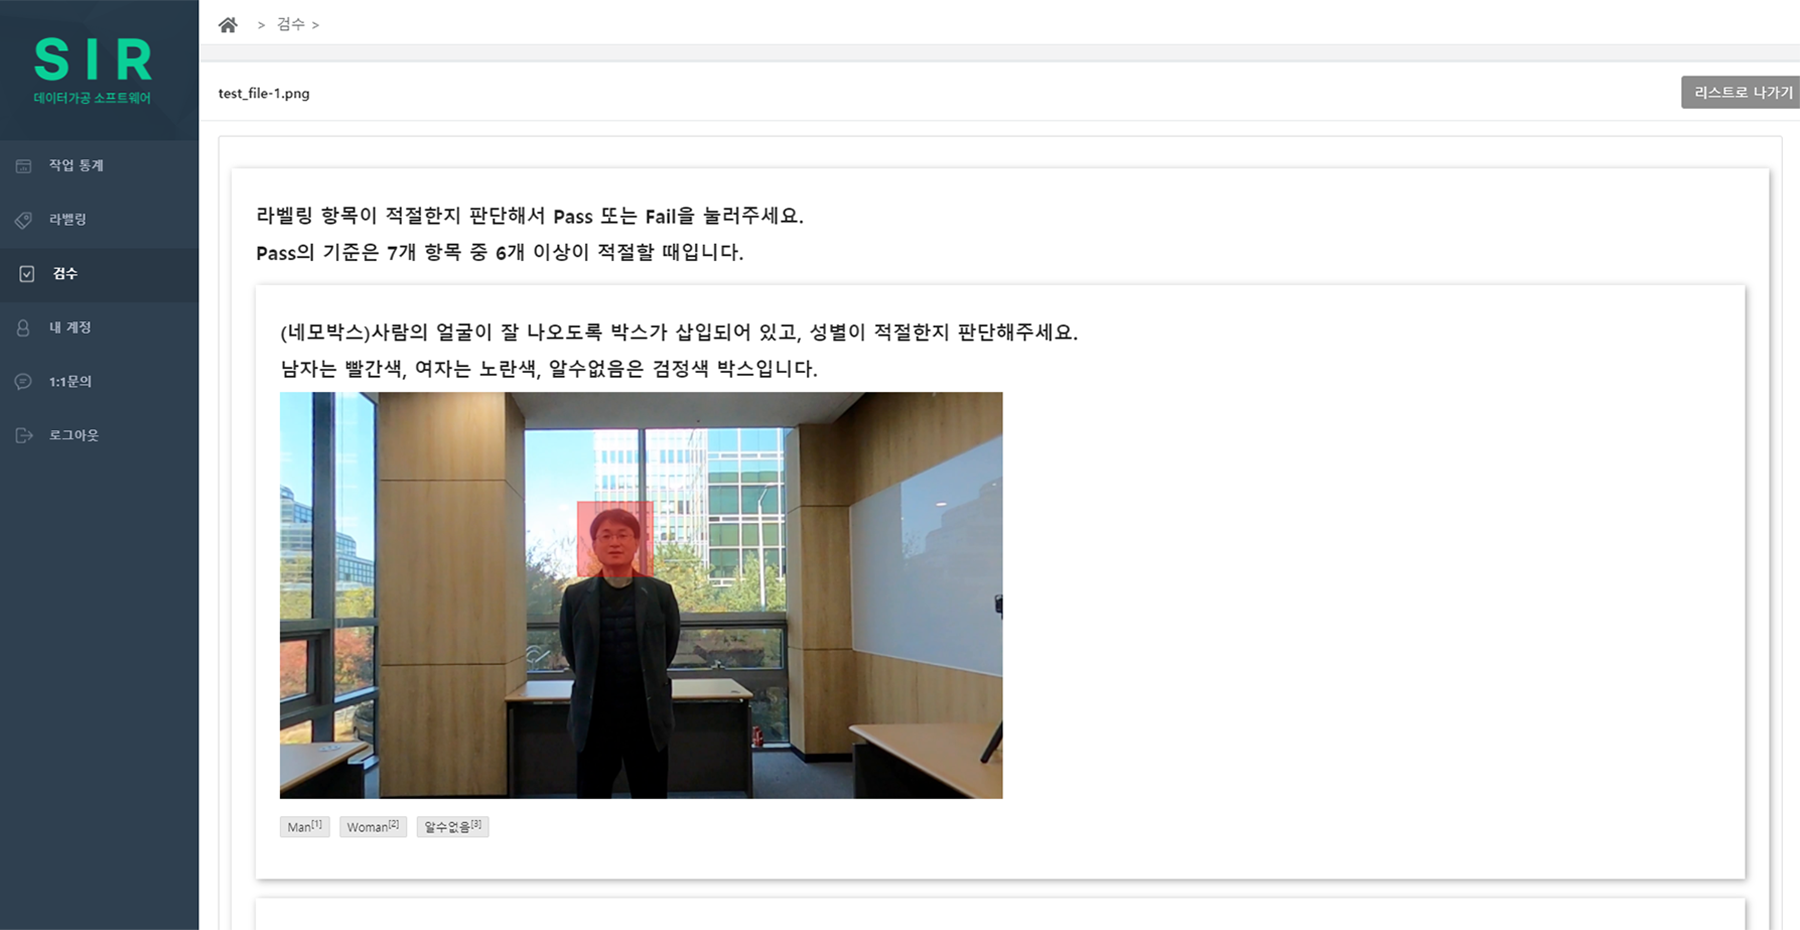 SIR
데이터가공 소프트웨어
작업 통계
라벨링
검수
내 계정
1:1문의
로그아웃
> 검수 >
test_file-1.png
리스트로 나가기
라벨링 항목이 적절한지 판단해서 Pass 또는 Fail을 눌러주세요.
Pass의 기준은 7개 항목 중 6개 이상이 적절할 때입니다.
(네모박스)사람의 얼굴이 잘 나오도록 박스가 삽입되어 있고, 성별이 적절한지 판단해주세요.
남자는 빨간색, 여자는 노란색, 알수없음은 검정색 박스입니다.
Man[1] Woman[2] 알수없음[3]